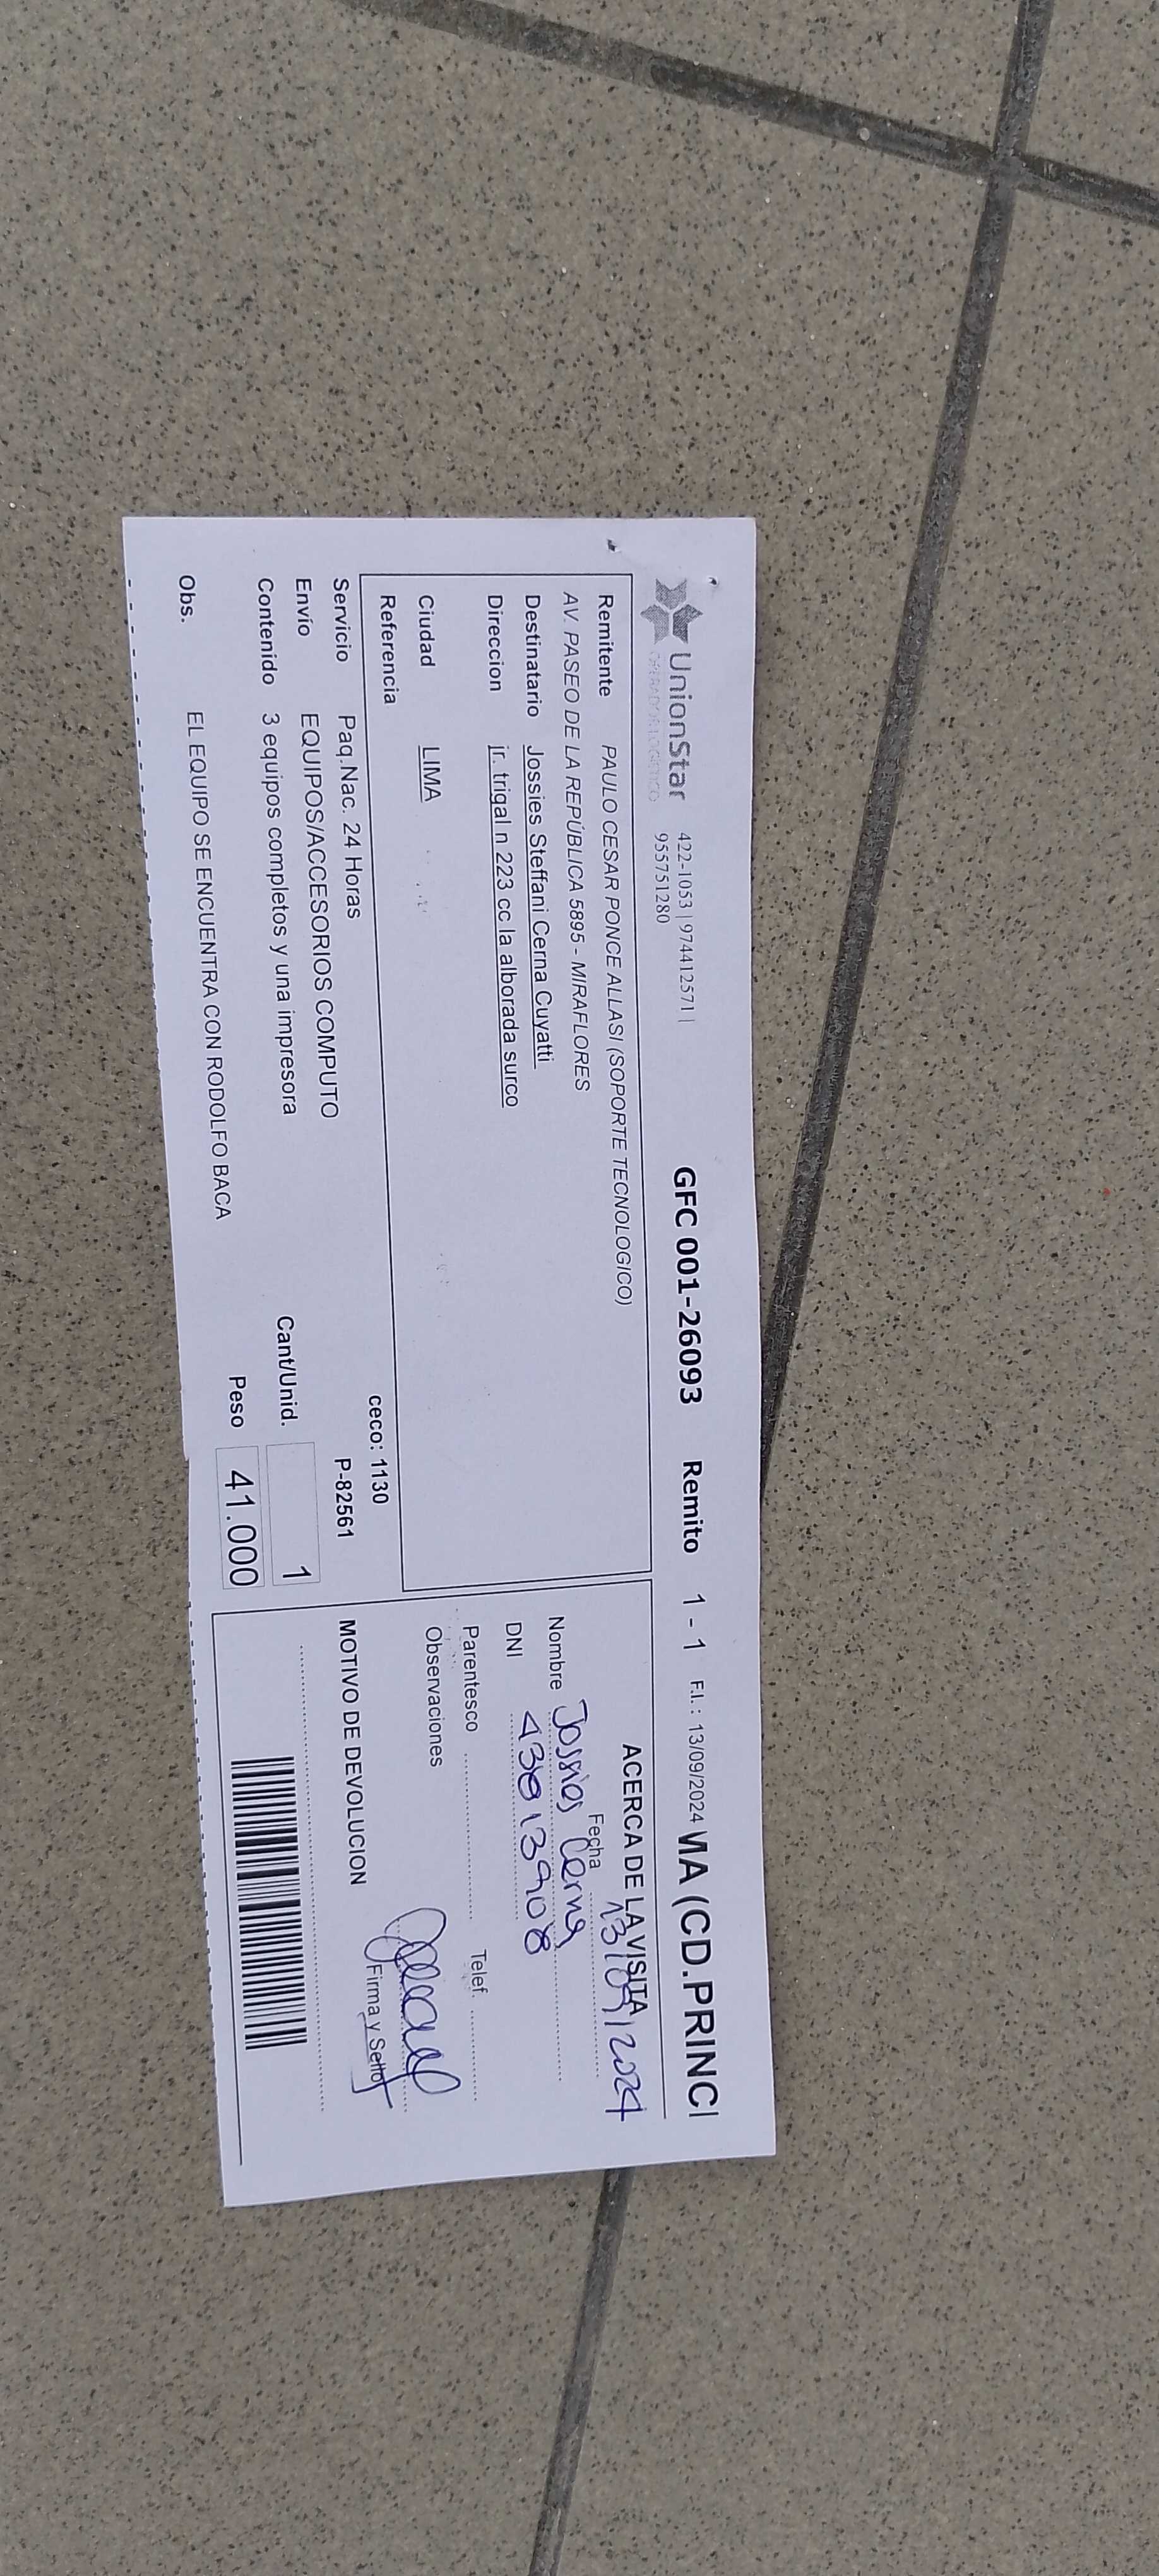 UnionStar 422-1053 | 974412571 | GFC 001-26093 Remito 1 - 1 F.I.: 13/09/2024 MA (CD.PRINCI
OPERADOR LOGISTICO 955751280
Remitente PAULO CESAR PONCE ALLASI (SOPORTE TECNOLOGICO)
AV. PASEO DE LA REPÚBLICA 5895 - MIRAFLORES
Destinatario Jossies Steffani Cerna Cuyatti
Direccion jr. trigal n 223 cc la alborada surco
Ciudad LIMA
Referencia
ceco: 1130
Servicio Paq.Nac. 24 Horas P-82561
Envío EQUIPOS/ACCESORIOS COMPUTO
Contenido 3 equipos completos y una impresora Cant/Unid. 1
Peso 41.000
Obs. EL EQUIPO SE ENCUENTRA CON RODOLFO BACA
ACERCA DE LA VISITA
Fecha 13/09/2024
Nombre Jossies Cerna
DNI 43813908
Parentesco Telef
Observaciones
Firma y Sello
MOTIVO DE DEVOLUCION